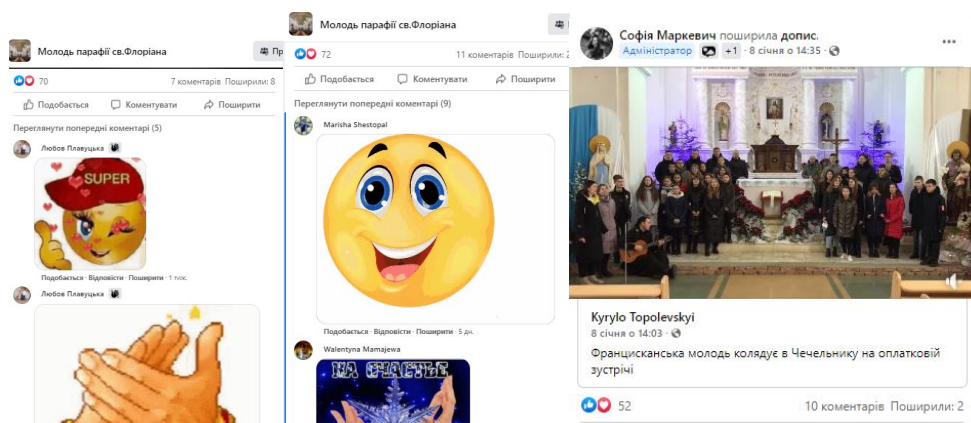 Молодь парафії св.Флоріана
Пр
70
7 коментарів Поширили: 8
Подобається Коментувати Поширити
Переглянути попередні коментарі (5)
Любов Плавуцька
SUPER
Подобається · Відповісти · Поширити · 1 тиж.
Любов Плавуцька
Молодь парафії св.Флоріана
72
11 коментарів Поширили: 2
Подобається Коментувати Поширити
Переглянути попередні коментарі (9)
Marisha Shestopal
Подобається · Відповісти · Поширити · 5 дн.
Walentyna Mamajewa
НА СЧАСТЬЕ
Софія Маркевич поширила допис.
Адміністратор +1 · 8 січня о 14:35 ·
Kyrylo Topolevskyi
8 січня о 14:03 ·
Францисканська молодь колядує в Чечельнику на оплатковій
зустрічі
52
10 коментарів Поширили: 2